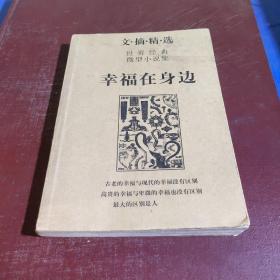 文·摘·精·选
世界经典
微型小说集
幸福在身边
古老的幸福与现代的幸福没有区别
高贵的幸福与卑微的幸福也没有区别
最大的区别是人